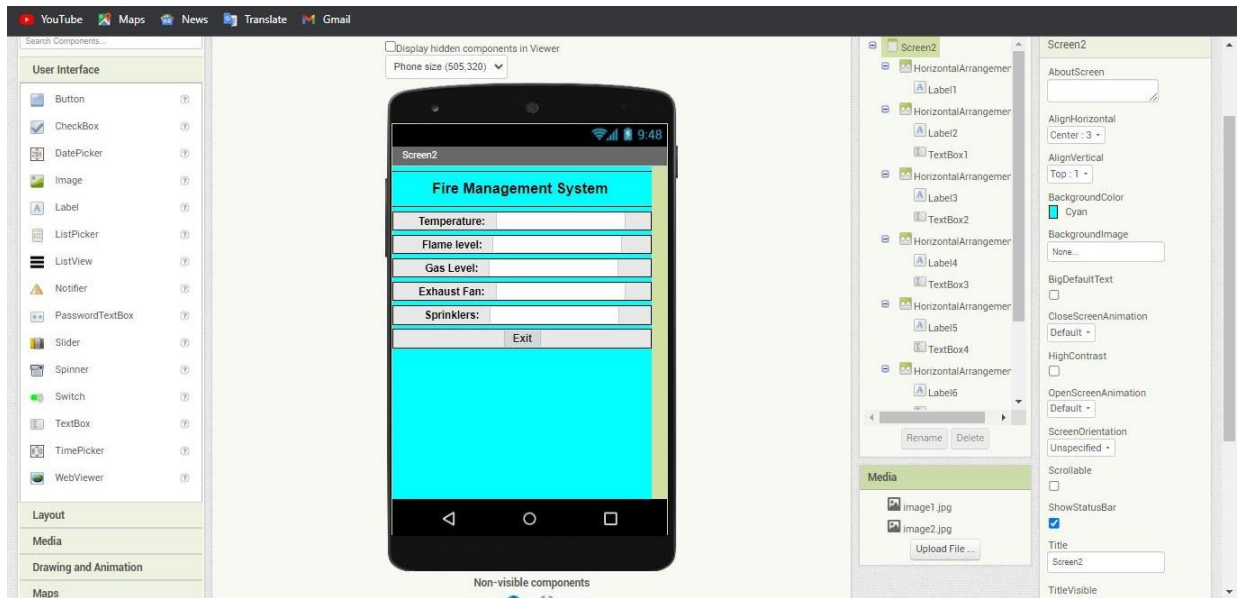 YouTube Maps News Translate Gmail
Search Components...
User Interface
Button
CheckBox
DatePicker
Image
Label
ListPicker
ListView
Notifier
PasswordTextBox
Slider
Spinner
Switch
TextBox
TimePicker
WebViewer
Layout
Media
Drawing and Animation
Maps
Display hidden components in Viewer
Phone size (505,320)
9:48
Screen2
Fire Management System
Temperature:
Flame level:
Gas Level:
Exhaust Fan:
Sprinklers:
Exit
Non-visible components
Screen2
HorizontalArrangemer
Label1
HorizontalArrangemer
Label2
TextBox1
HorizontalArrangemer
Label3
TextBox2
HorizontalArrangemer
Label4
TextBox3
HorizontalArrangemer
Label5
TextBox4
HorizontalArrangemer
Label6
Rename Delete
Media
image1.jpg
image2.jpg
Upload File ...
Screen2
AboutScreen
AlignHorizontal
Center : 3
AlignVertical
Top : 1
BackgroundColor
Cyan
BackgroundImage
None...
BigDefaultText
CloseScreenAnimation
Default
HighContrast
OpenScreenAnimation
Default
ScreenOrientation
Unspecified
Scrollable
ShowStatusBar
Title
Screen2
TitleVisible